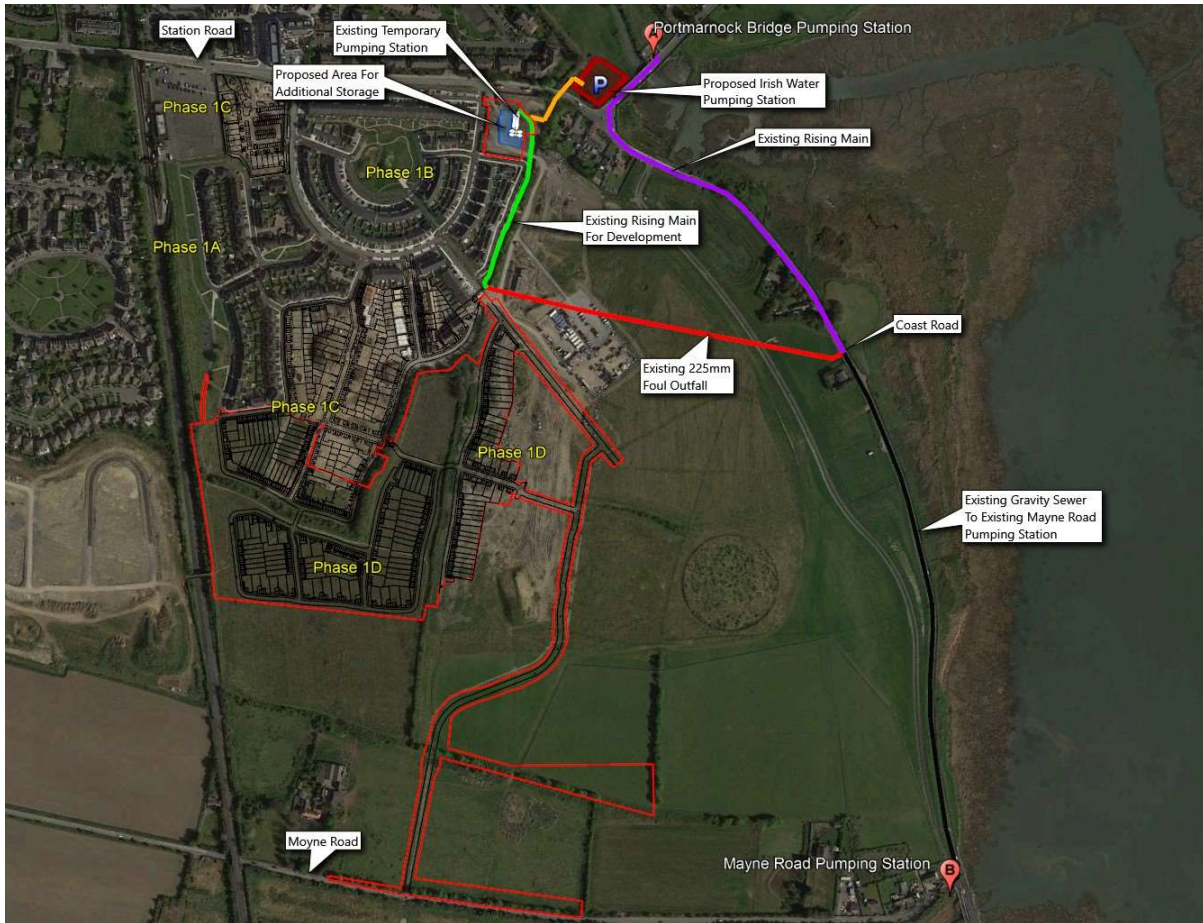 Station Road
Existing Temporary
Pumping Station
Portmarnock Bridge Pumping Station
A
Proposed Area For
Additional Storage
P
Proposed Irish Water
Pumping Station
Phase 1C
Existing Rising Main
Phase 1B
Existing Rising Main
For Development
Phase 1A
Coast Road
Existing 225mm
Foul Outfall
Phase 1C
Phase 1D
Existing Gravity Sewer
To Existing Mayne Road
Pumping Station
Phase 1D
Moyne Road
Mayne Road Pumping Station
B